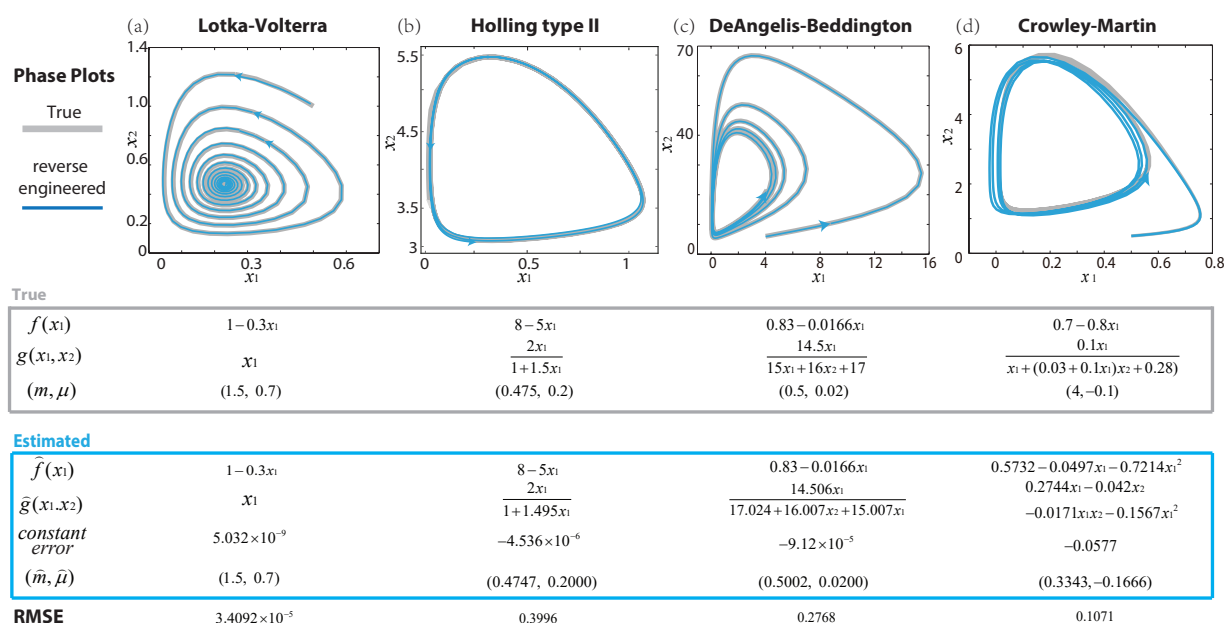 (a) Lotka-Volterra (b) Holling type II (c) DeAngelis-Beddington (d) Crowley-Martin
Phase Plots
True
reverse
engineered
1.4
1.0
x2
0.6
0.2
0
0 0.3 0.6
x1
5.5
4.5
x2
3.5
3
0 0.5 1
x1
70
x2
40
10
0
0 4 8 12 16
x1
6
5
4
x2
3
2
1
0
0 0.2 0.4 0.6 0.8
x1
True
f(x1) 1−0.3x1 8−5x1 0.83−0.0166x1 0.7−0.8x1
g(x1,x2) x1 2x1/1+1.5x1 14.5x1/15x1+16x2+17 0.1x1/x1+(0.03+0.1x1)x2+0.28)
(m,μ) (1.5, 0.7) (0.475, 0.2) (0.5, 0.02) (4,−0.1)
Estimated
f̂(x1) 1−0.3x1 8−5x1 0.83−0.0166x1 0.5732−0.0497x1−0.7214x1²
ĝ(x1.x2) x1 2x1/1+1.495x1 14.506x1/17.024+16.007x2+15.007x1 0.2744x1−0.042x2
−0.0171x1x2−0.1567x1²
constant
error 5.032×10⁻⁹ −4.536×10⁻⁶ −9.12×10⁻⁵ −0.0577
(m̂,μ̂) (1.5, 0.7) (0.4747, 0.2000) (0.5002, 0.0200) (0.3343,−0.1666)
RMSE 3.4092×10⁻⁵ 0.3996 0.2768 0.1071